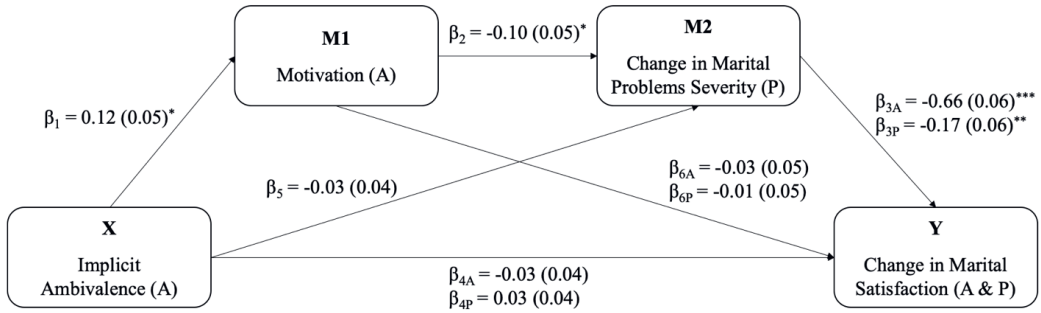 M1
Motivation (A)
β2 = -0.10 (0.05)*
M2
Change in Marital
Problems Severity (P)
β1 = 0.12 (0.05)*
β3A = -0.66 (0.06)***
β3P = -0.17 (0.06)**
β5 = -0.03 (0.04)
β6A = -0.03 (0.05)
β6P = -0.01 (0.05)
X
Implicit
Ambivalence (A)
β4A = -0.03 (0.04)
β4P = 0.03 (0.04)
Y
Change in Marital
Satisfaction (A & P)